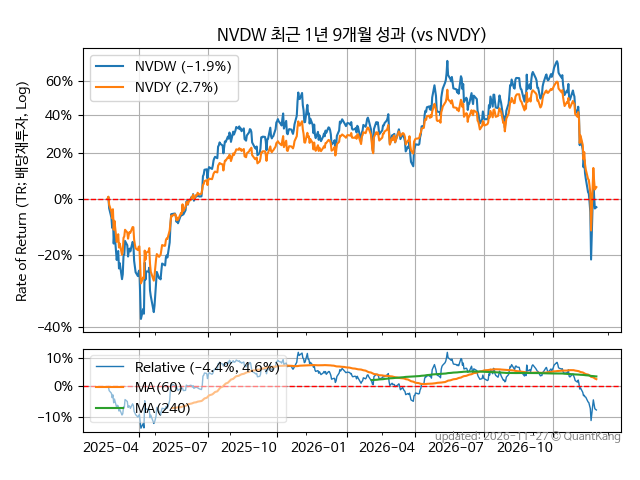 NVDW 최근 1년 9개월 성과 (vs NVDY)
NVDW (−1.9%)
NVDY (2.7%)
60%
40%
20%
0%
−20%
−40%
Rate of Return (TR: 배당재투자, Log)
Relative (−4.4%, 4.6%)
MA(60)
MA(240)
10%
0%
−10%
2025−04 2025−07 2025−10 2026−01 2026−04 2026−07 2026−10
updated: 2026−11−27 © QuantKang